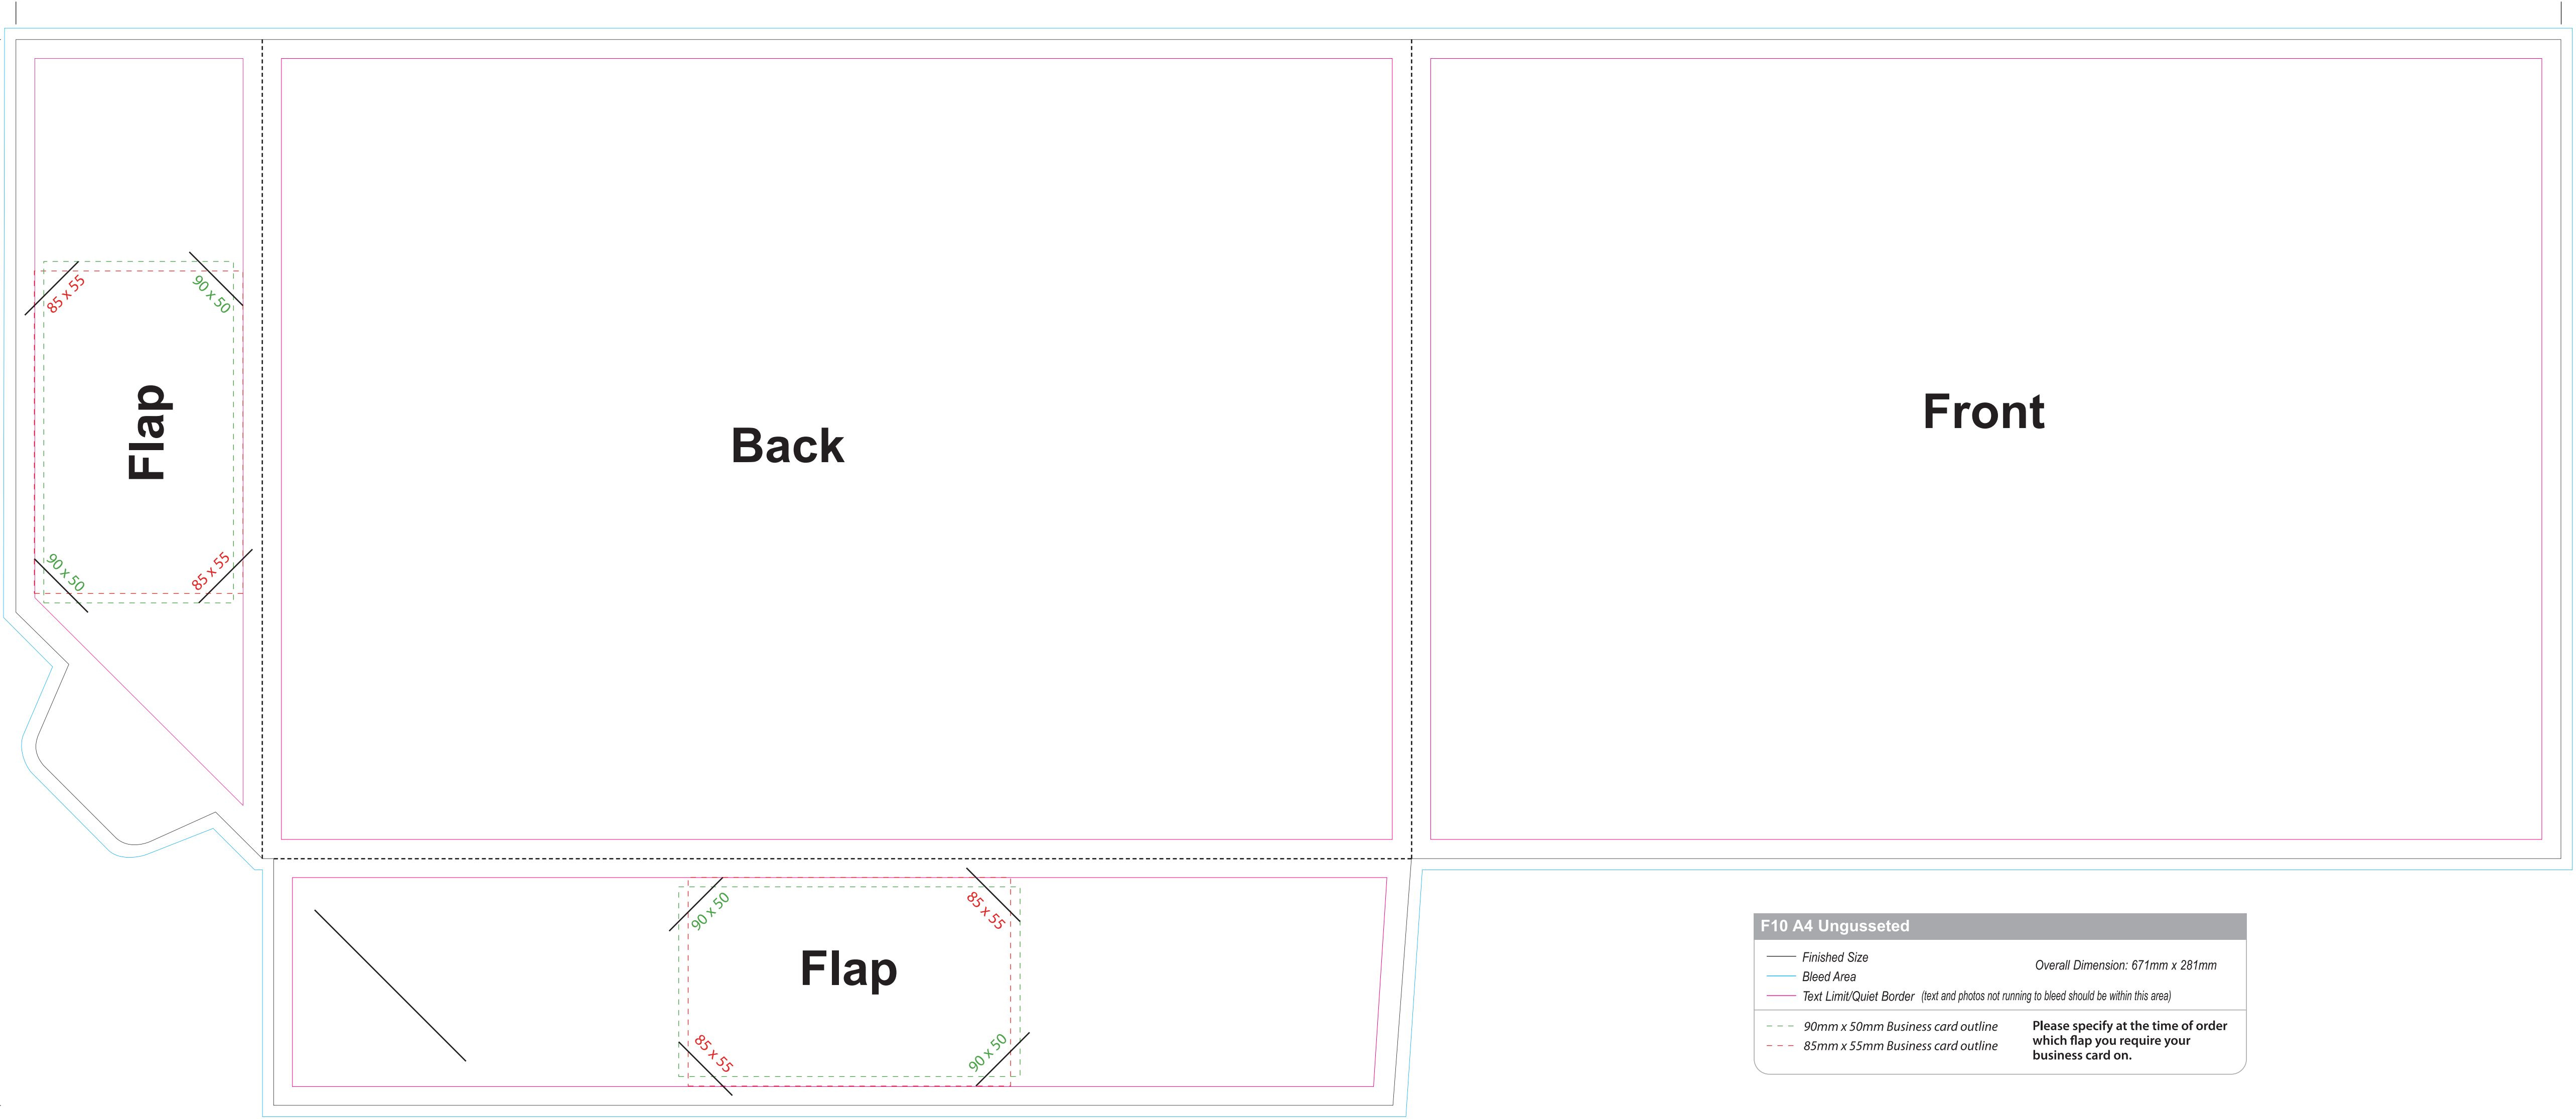 85 x 55
90 x 50
Flap
90 x 50
85 x 55
Back
Front
90 x 50
85 x 55
Flap
85 x 55
90 x 50
F10 A4 Ungusseted
Finished Size
Overall Dimension: 671mm x 281mm
Bleed Area
Text Limit/Quiet Border (text and photos not running to bleed should be within this area)
90mm x 50mm Business card outline
85mm x 55mm Business card outline
Please specify at the time of order
which flap you require your
business card on.